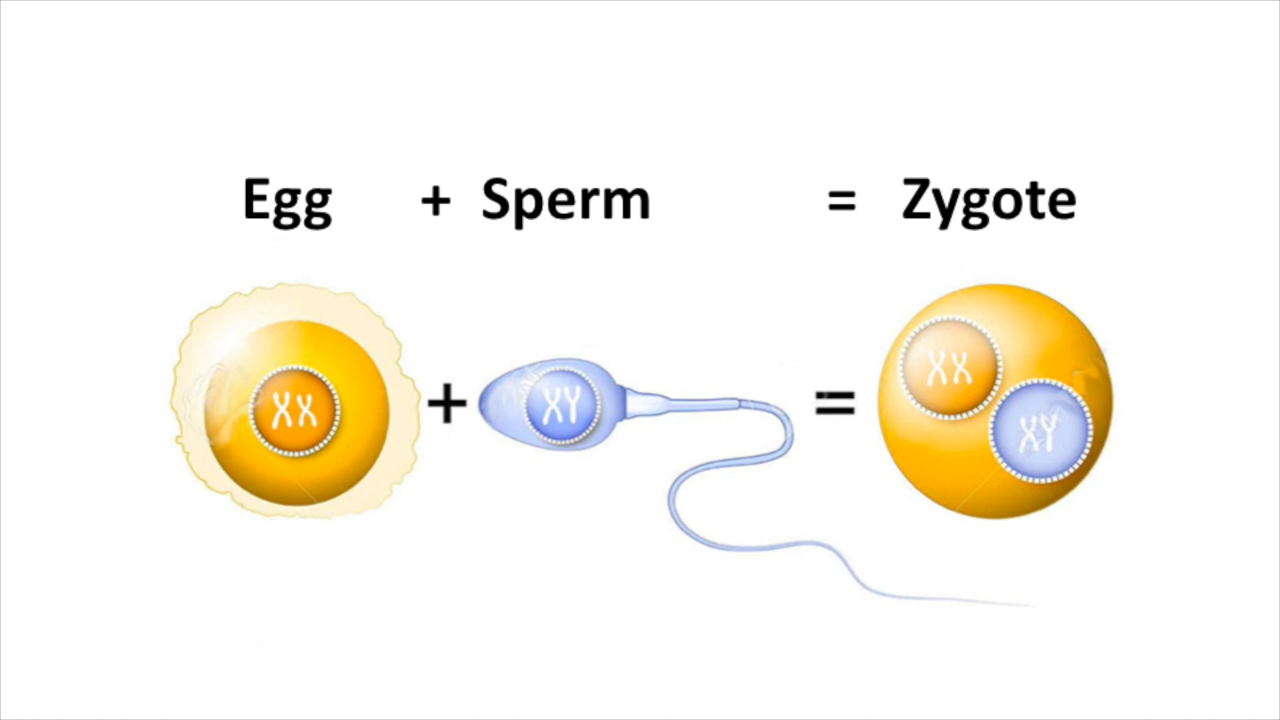 Egg + Sperm = Zygote
XX + XY = XX XY